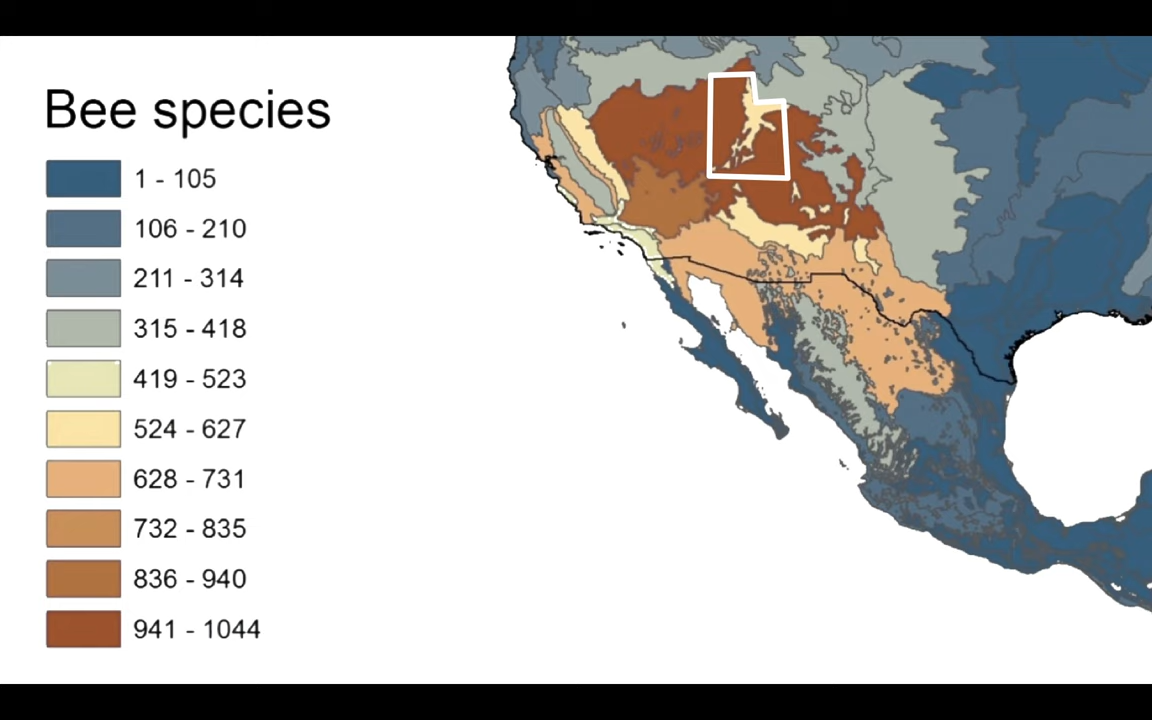 Bee species
1 - 105
106 - 210
211 - 314
315 - 418
419 - 523
524 - 627
628 - 731
732 - 835
836 - 940
941 - 1044